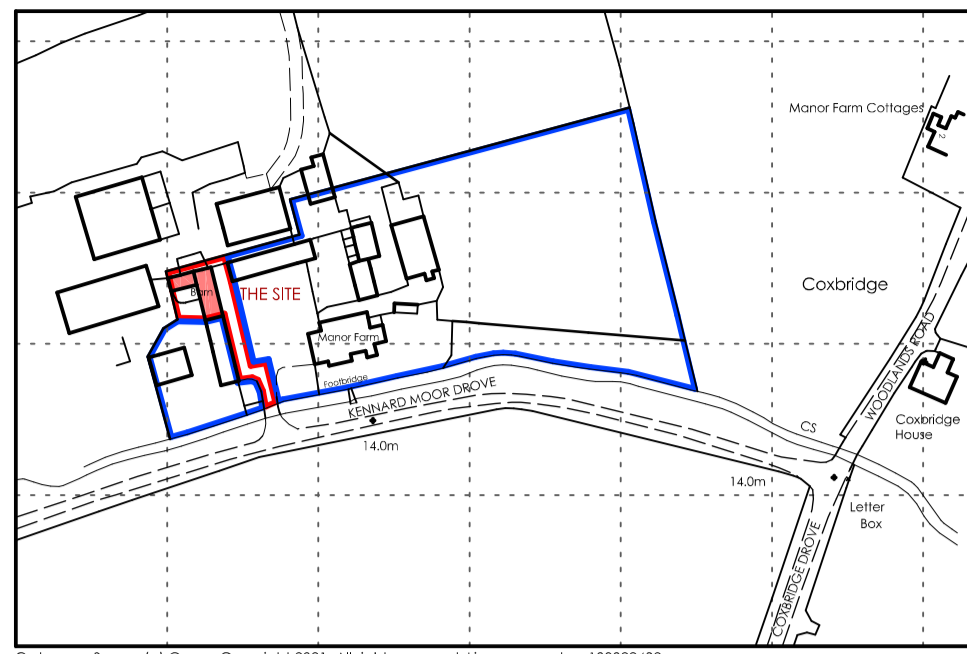 Manor Farm Cottages
2
Coxbridge
Barn
THE SITE
Manor Farm
Footbridge
KENNARD MOOR DROVE
14.0m
WOODLANDS ROAD
Coxbridge
House
CS
14.0m
Letter
Box
COXBRIDGE DROVE